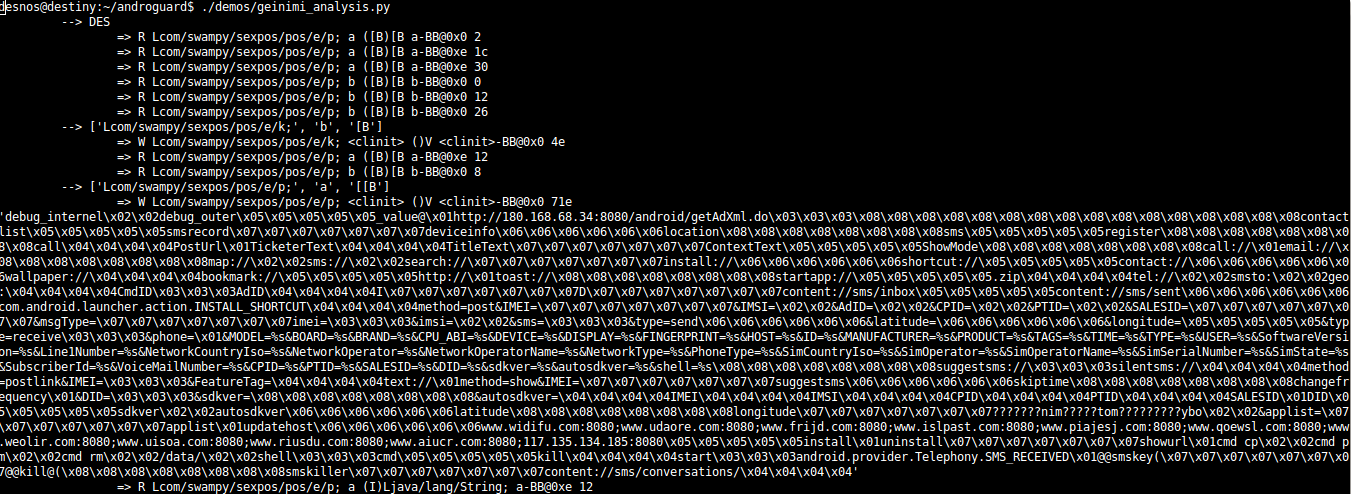 desnos@destiny:~/androguard$ ./demos/geinimi_analysis.py
--> DES
=> R Lcom/swampy/sexpos/pos/e/p; a ([B)[B a-BB@0x0 2
=> R Lcom/swampy/sexpos/pos/e/p; a ([B)[B a-BB@0xe 1c
=> R Lcom/swampy/sexpos/pos/e/p; a ([B)[B a-BB@0xe 30
=> R Lcom/swampy/sexpos/pos/e/p; b ([B)[B b-BB@0x0 0
=> R Lcom/swampy/sexpos/pos/e/p; b ([B)[B b-BB@0x0 12
=> R Lcom/swampy/sexpos/pos/e/p; b ([B)[B b-BB@0x0 26
--> ['Lcom/swampy/sexpos/pos/e/k;', 'b', '[B']
=> W Lcom/swampy/sexpos/pos/e/k; <clinit> ()V <clinit>-BB@0x0 4e
=> R Lcom/swampy/sexpos/pos/e/p; a ([B)[B a-BB@0xe 12
=> R Lcom/swampy/sexpos/pos/e/p; b ([B)[B b-BB@0x0 8
--> ['Lcom/swampy/sexpos/pos/e/p;', 'a', '[[B']
=> W Lcom/swampy/sexpos/pos/e/p; <clinit> ()V <clinit>-BB@0x0 71e
'debug_internel\x02\x02debug_outer\x05\x05\x05\x05\x05_value@\x01http://180.168.68.34:8080/android/getAdXml.do\x03\x03\x03\x08\x08\x08\x08\x08\x08\x08\x08contact
list\x05\x05\x05\x05\x05smsrecord\x07\x07\x07\x07\x07\x07\x07deviceinfo\x06\x06\x06\x06\x06\x06location\x08\x08\x08\x08\x08\x08\x08\x08sms\x05\x05\x05\x05\x05register\x08\x08\x08\x08\x08\x0
8\x08call\x04\x04\x04\x04PostUrl\x01TicketerText\x04\x04\x04\x04TitleText\x07\x07\x07\x07\x07\x07\x07ContextText\x05\x05\x05\x05\x05ShowMode\x08\x08\x08\x08\x08\x08\x08\x08call://\x01email://\x
08\x08\x08\x08\x08\x08\x08\x08map://\x02\x02sms://\x02\x02search://\x07\x07\x07\x07\x07\x07\x07install://\x06\x06\x06\x06\x06\x06shortcut://\x05\x05\x05\x05\x05contact://\x06\x06\x06\x06\x06\x0
6wallpaper://\x04\x04\x04\x04bookmark://\x05\x05\x05\x05\x05http://\x01toast://\x08\x08\x08\x08\x08\x08\x08\x08startapp://\x05\x05\x05\x05\x05.zip\x04\x04\x04\x04tel://\x02\x02smsto:\x02\x02geo
:\x04\x04\x04\x04CmdID\x03\x03\x03AdID\x04\x04\x04\x04I\x07\x07\x07\x07\x07\x07\x07D\x07\x07\x07\x07\x07\x07\x07content://sms/inbox\x05\x05\x05\x05\x05content://sms/sent\x06\x06\x06\x06\x06\x06
com.android.launcher.action.INSTALL_SHORTCUT\x04\x04\x04\x04method=post&IMEI=\x07\x07\x07\x07\x07\x07\x07&IMSI=\x02\x02&AdID=\x02\x02&CPID=\x02\x02&PTID=\x02\x02&SALESID=\x07\x07\x07\x07\x07\x0
7\x07&msgType=\x07\x07\x07\x07\x07\x07\x07imei=\x03\x03\x03&imsi=\x02\x02&sms=\x03\x03\x03&type=send\x06\x06\x06\x06\x06\x06&latitude=\x06\x06\x06\x06\x06\x06&longitude=\x05\x05\x05\x05\x05&typ
e=receive\x03\x03\x03&phone=\x01&MODEL=%s&BOARD=%s&BRAND=%s&CPU_ABI=%s&DEVICE=%s&DISPLAY=%s&FINGERPRINT=%s&HOST=%s&ID=%s&MANUFACTURER=%s&PRODUCT=%s&TAGS=%s&TIME=%s&TYPE=%s&USER=%s&SoftwareVersi
on=%s&Line1Number=%s&NetworkCountryIso=%s&NetworkOperator=%s&NetworkOperatorName=%s&NetworkType=%s&PhoneType=%s&SimCountryIso=%s&SimOperator=%s&SimOperatorName=%s&SimSerialNumber=%s&SimState=%s
&SubscriberId=%s&VoiceMailNumber=%s&CPID=%s&PTID=%s&SALESID=%s&DID=%s&sdkver=%s&autosdkver=%s&shell=%s\x08\x08\x08\x08\x08\x08\x08\x08suggestsms://\x03\x03\x03silentsms://\x04\x04\x04\x04method
=postlink&IMEI=\x03\x03\x03&FeatureTag=\x04\x04\x04\x04text://\x01method=show&IMEI=\x07\x07\x07\x07\x07\x07\x07suggestsms\x06\x06\x06\x06\x06\x06skiptime\x08\x08\x08\x08\x08\x08\x08\x08changefr
equency\x01&DID=\x03\x03\x03&sdkver=\x08\x08\x08\x08\x08\x08\x08\x08&autosdkver=\x04\x04\x04\x04IMEI\x04\x04\x04\x04IMSI\x04\x04\x04\x04CPID\x04\x04\x04\x04PTID\x04\x04\x04\x04SALESID\x01DID\x0
5\x05\x05\x05\x05sdkver\x02\x02autosdkver\x06\x06\x06\x06\x06\x06latitude\x08\x08\x08\x08\x08\x08\x08\x08longitude\x07\x07\x07\x07\x07\x07\x07???????nim?????tom?????????ybo\x02\x02&applist=\x07
\x07\x07\x07\x07\x07\x07applist\x01updatehost\x06\x06\x06\x06\x06\x06www.widifu.com:8080;www.udaore.com:8080;www.frijd.com:8080;www.islpast.com:8080;www.piajesj.com:8080;www.qoewsl.com:8080;www
.weolir.com:8080;www.uisoa.com:8080;www.riusdu.com:8080;www.aiucr.com:8080;117.135.134.185:8080\x05\x05\x05\x05\x05install\x01uninstall\x07\x07\x07\x07\x07\x07\x07showurl\x01cmd cp\x02\x02cmd p
m\x02\x02cmd rm\x02\x02/data/\x02\x02shell\x03\x03\x03cmd\x05\x05\x05\x05\x05kill\x04\x04\x04\x04start\x03\x03\x03android.provider.Telephony.SMS_RECEIVED\x01@@smskey(\x07\x07\x07\x07\x07\x07\x0
7@@kill@(\x08\x08\x08\x08\x08\x08\x08\x08smskiller\x07\x07\x07\x07\x07\x07\x07content://sms/conversations/\x04\x04\x04\x04'
=> R Lcom/swampy/sexpos/pos/e/p; a (I)Ljava/lang/String; a-BB@0xe 12